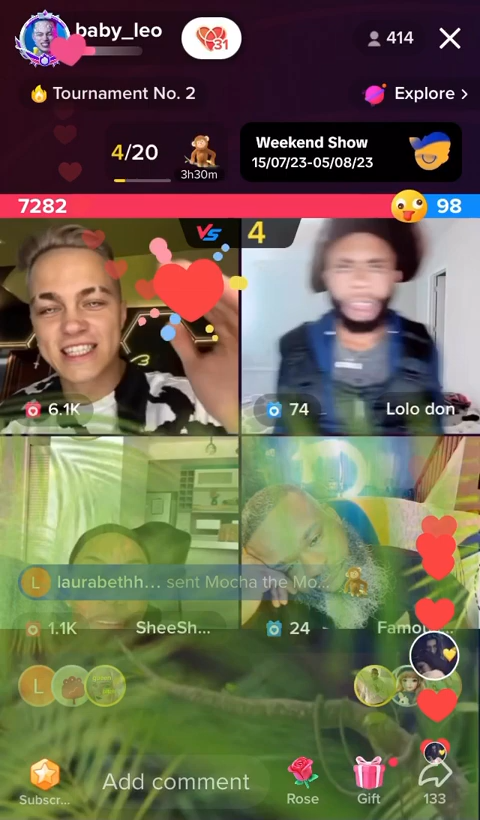 baby_leo
31
414
Tournament No. 2
Explore >
4/20
3h30m
Weekend Show
15/07/23-05/08/23
7282
98
VS
4
6.1K
74
Lolo don
L
laurabethh... sent Mocha the Mo...
1.1K
SheeSh...
24
L
Subscr...
Add comment
Rose
Gift
133